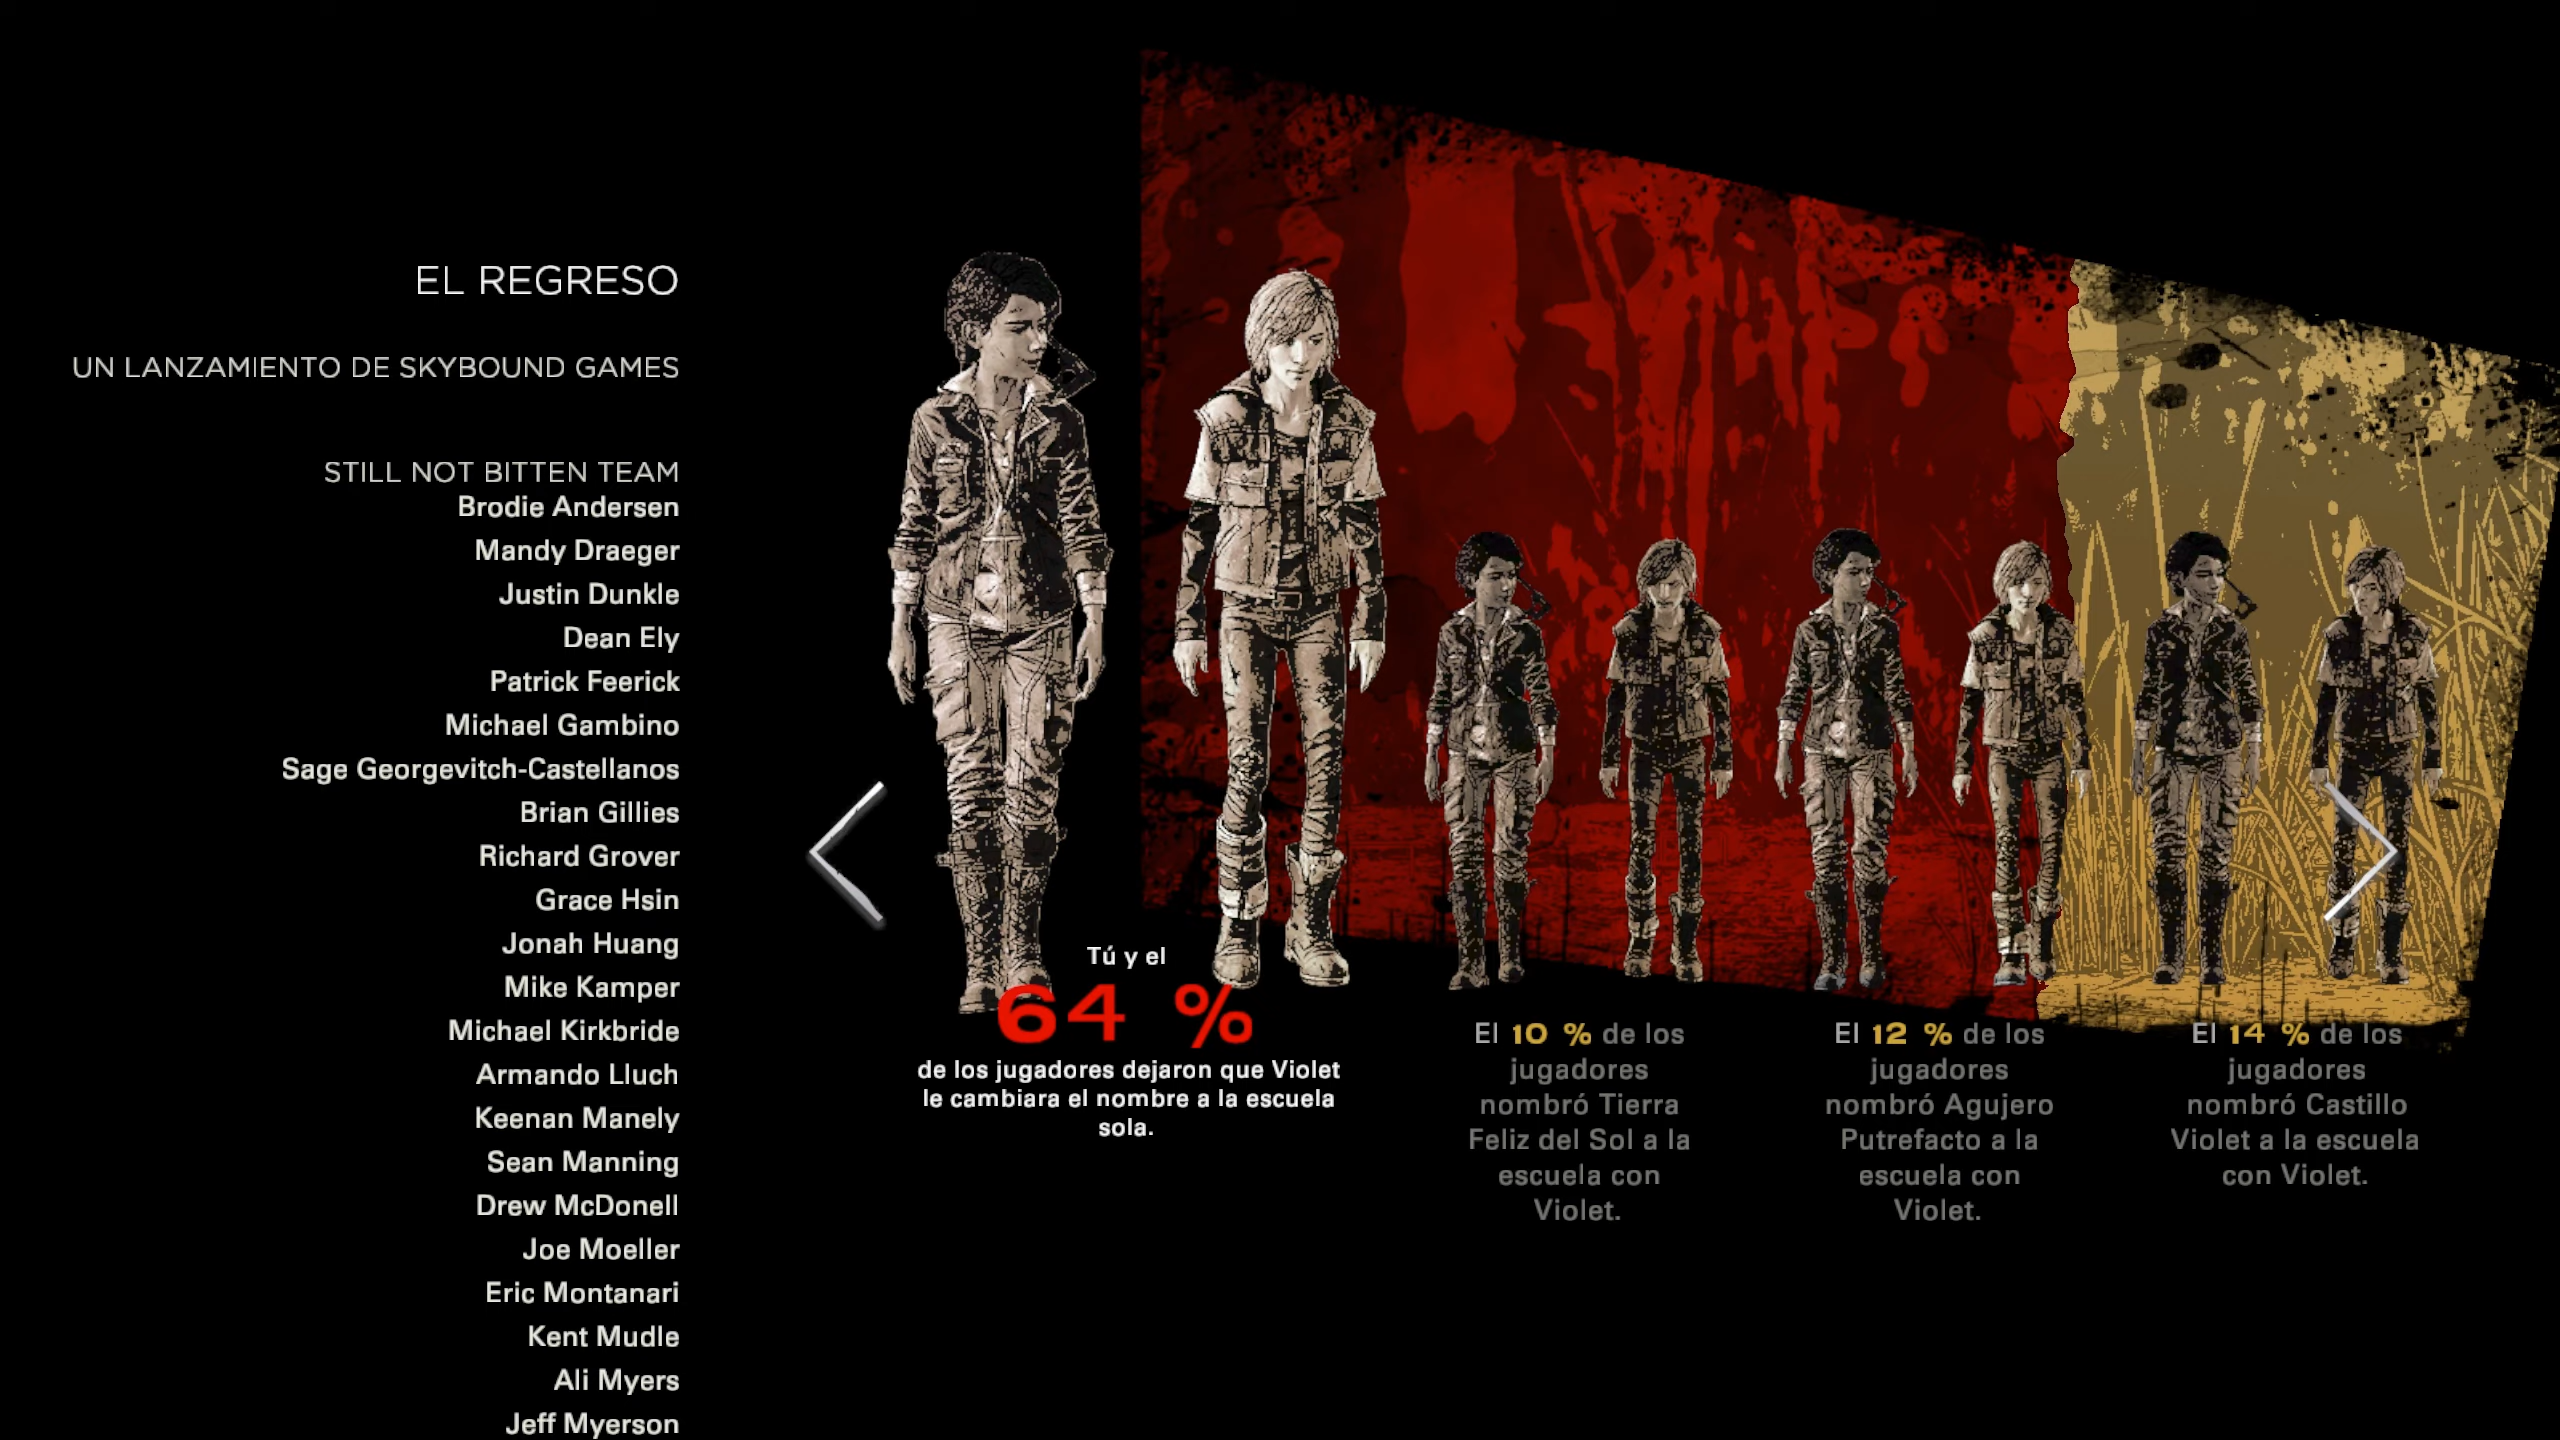 EL REGRESO
UN LANZAMIENTO DE SKYBOUND GAMES
STILL NOT BITTEN TEAM
Brodie Andersen
Mandy Draeger
Justin Dunkle
Dean Ely
Patrick Feerick
Michael Gambino
Sage Georgevitch-Castellanos
Brian Gillies
Richard Grover
Grace Hsin
Jonah Huang
Mike Kamper
Michael Kirkbride
Armando Lluch
Keenan Manely
Sean Manning
Drew McDonell
Joe Moeller
Eric Montanari
Kent Mudle
Ali Myers
Jeff Myerson
Tú y el
64 %
de los jugadores dejaron que Violet
le cambiara el nombre a la escuela
sola.
El 10 % de los
jugadores
nombró Tierra
Feliz del Sol a la
escuela con
Violet.
El 12 % de los
jugadores
nombró Agujero
Putrefacto a la
escuela con
Violet.
El 14 % de los
jugadores
nombró Castillo
Violet a la escuela
con Violet.